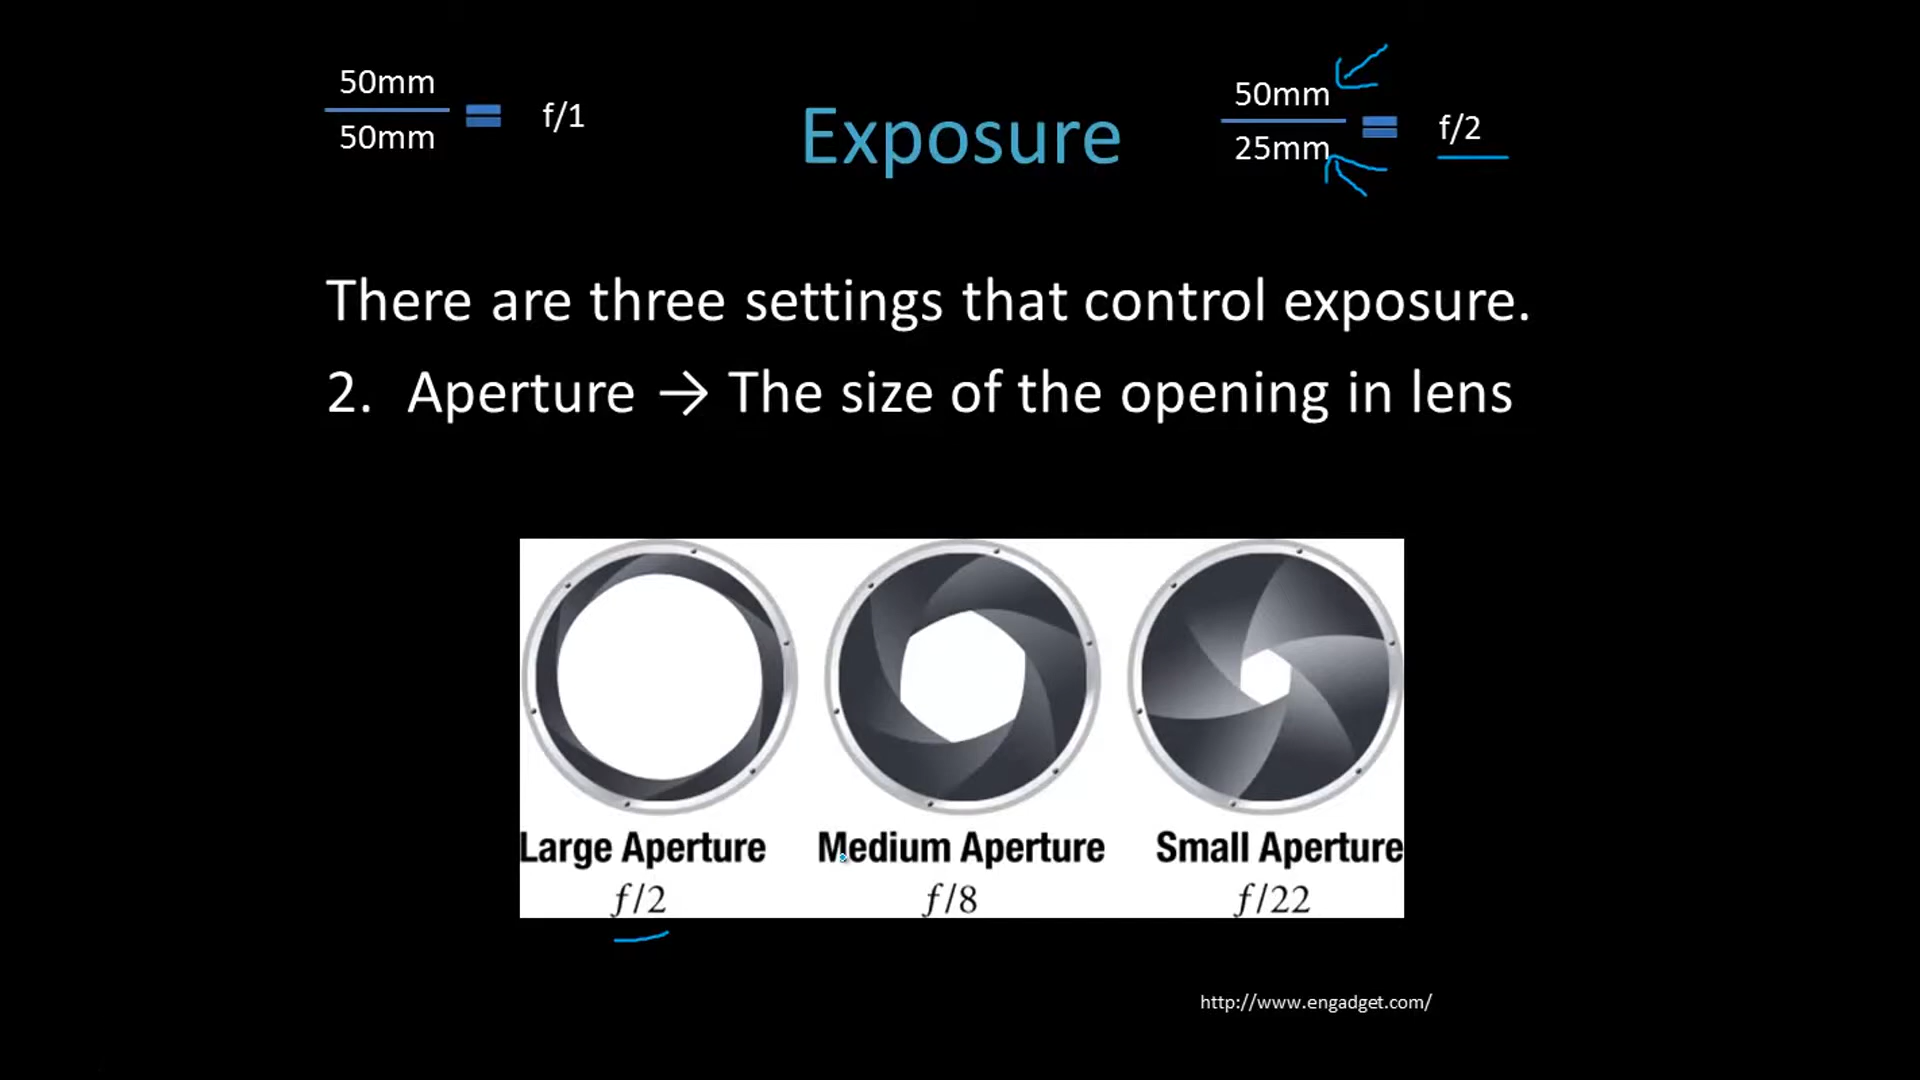 50mm
50mm
f/1
Exposure
50mm
25mm
f/2
There are three settings that control exposure.
2. Aperture → The size of the opening in lens
Large Aperture
f/2
Medium Aperture
f/8
Small Aperture
f/22
http://www.engadget.com/